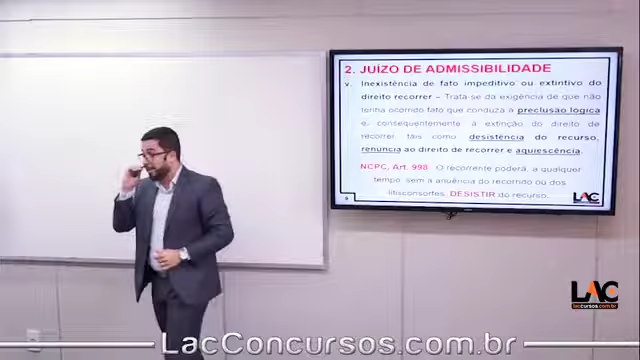 2. JUÍZO DE ADMISSIBILIDADE
v. Inexistência de fato impeditivo ou extintivo do
direito recorrer – Trata-se da exigência de que não
tenha ocorrido fato que conduza a preclusão lógica
e, consequentemente à extinção do direito de
recorrer, tais como desistência do recurso,
renuncia ao direito de recorrer e aquiescência.
NCPC, Art. 998. O recorrente poderá, a qualquer
tempo, sem a anuência do recorrido ou dos
litisconsortes, DESISTIR do recurso.
LAC
LAC
lacconcursos.com.br
LacConcursos.com.br